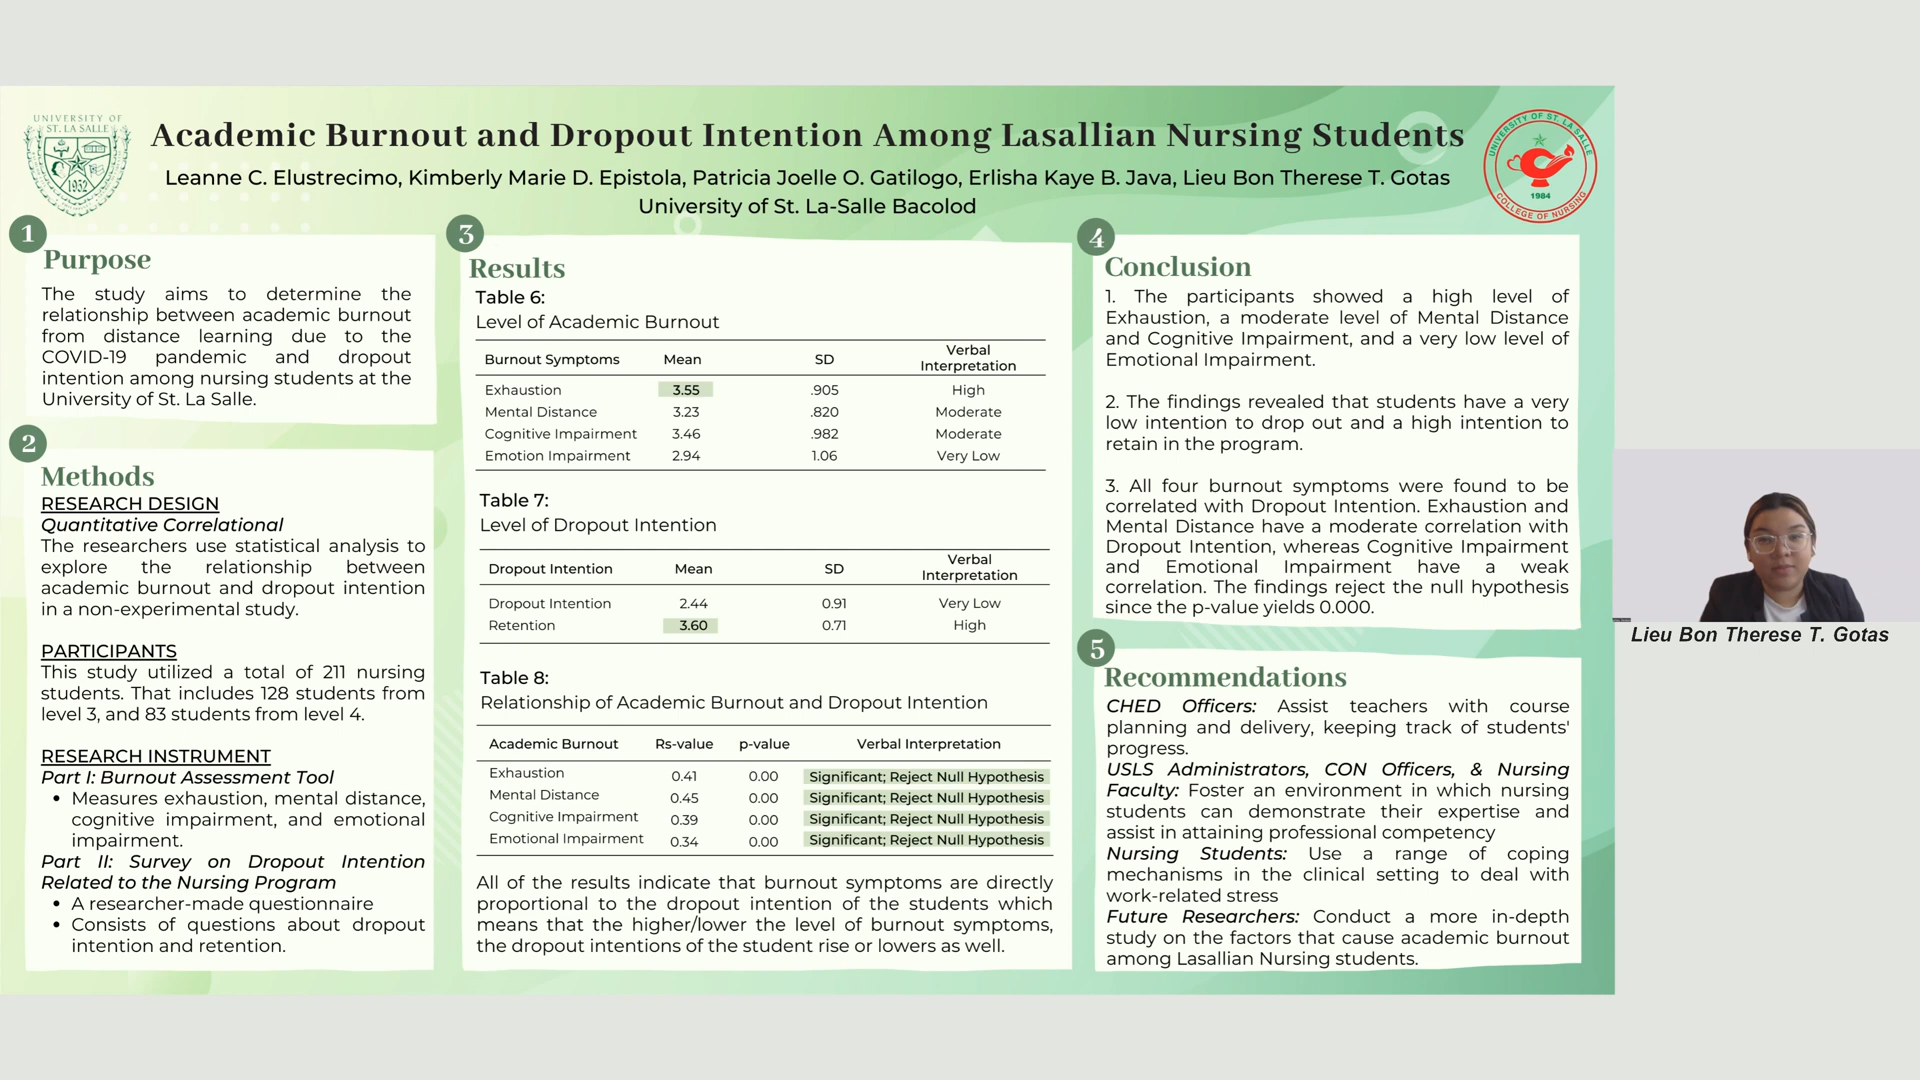 UNIVERSITY OF
ST. LA SALLE
1952
Academic Burnout and Dropout Intention Among Lasallian Nursing Students
Leanne C. Elustrecimo, Kimberly Marie D. Epistola, Patricia Joelle O. Gatilogo, Erlisha Kaye B. Java, Lieu Bon Therese T. Gotas
University of St. La-Salle Bacolod
UNIVERSITY OF ST. LA SALLE
1984
COLLEGE OF NURSING
1
Purpose
The study aims to determine the
relationship between academic burnout
from distance learning due to the
COVID-19 pandemic and dropout
intention among nursing students at the
University of St. La Salle.
2
Methods
RESEARCH DESIGN
Quantitative Correlational
The researchers use statistical analysis to
explore the relationship between
academic burnout and dropout intention
in a non-experimental study.
PARTICIPANTS
This study utilized a total of 211 nursing
students. That includes 128 students from
level 3, and 83 students from level 4.
RESEARCH INSTRUMENT
Part I: Burnout Assessment Tool
• Measures exhaustion, mental distance,
cognitive impairment, and emotional
impairment.
Part II: Survey on Dropout Intention
Related to the Nursing Program
• A researcher-made questionnaire
• Consists of questions about dropout
intention and retention.
3
Results
Table 6:
Level of Academic Burnout
Burnout Symptoms Mean SD Verbal
Interpretation
Exhaustion 3.55 .905 High
Mental Distance 3.23 .820 Moderate
Cognitive Impairment 3.46 .982 Moderate
Emotion Impairment 2.94 1.06 Very Low
Table 7:
Level of Dropout Intention
Dropout Intention Mean SD Verbal
Interpretation
Dropout Intention 2.44 0.91 Very Low
Retention 3.60 0.71 High
Table 8:
Relationship of Academic Burnout and Dropout Intention
Academic Burnout Rs-value p-value Verbal Interpretation
Exhaustion 0.41 0.00 Significant; Reject Null Hypothesis
Mental Distance 0.45 0.00 Significant; Reject Null Hypothesis
Cognitive Impairment 0.39 0.00 Significant; Reject Null Hypothesis
Emotional Impairment 0.34 0.00 Significant; Reject Null Hypothesis
All of the results indicate that burnout symptoms are directly
proportional to the dropout intention of the students which
means that the higher/lower the level of burnout symptoms,
the dropout intentions of the student rise or lowers as well.
4
Conclusion
1. The participants showed a high level of
Exhaustion, a moderate level of Mental Distance
and Cognitive Impairment, and a very low level of
Emotional Impairment.
2. The findings revealed that students have a very
low intention to drop out and a high intention to
retain in the program.
3. All four burnout symptoms were found to be
correlated with Dropout Intention. Exhaustion and
Mental Distance have a moderate correlation with
Dropout Intention, whereas Cognitive Impairment
and Emotional Impairment have a weak
correlation. The findings reject the null hypothesis
since the p-value yields 0.000.
5
Recommendations
CHED Officers: Assist teachers with course
planning and delivery, keeping track of students'
progress.
USLS Administrators, CON Officers, & Nursing
Faculty: Foster an environment in which nursing
students can demonstrate their expertise and
assist in attaining professional competency
Nursing Students: Use a range of coping
mechanisms in the clinical setting to deal with
work-related stress
Future Researchers: Conduct a more in-depth
study on the factors that cause academic burnout
among Lasallian Nursing students.
Lieu Bon Therese T. Gotas